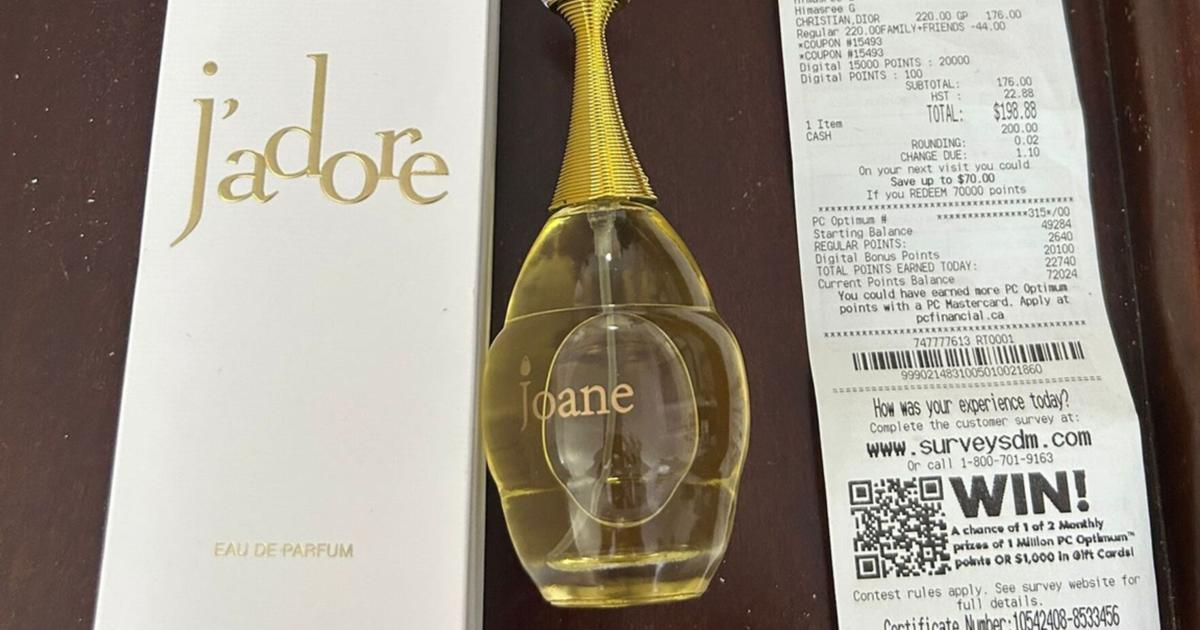 j'adore
EAU DE PARFUM
joane
Himasree G
CHRISTIAN,DIOR 220.00 GP 176.00
Regular 220.00FAMILY+FRIENDS -44.00
*COUPON #15493
*COUPON #15493
Digital 15000 POINTS : 20000
Digital POINTS : 100
SUBTOTAL: 176.00
HST : 22.88
TOTAL: $198.88
1 Item
CASH 200.00
ROUNDING: 0.02
CHANGE DUE: 1.10
On your next visit you could
Save up to $70.00
If you REDEEM 70000 points
PC Optimum # **************315*/00
Starting Balance 49284
REGULAR POINTS: 2640
Digital Bonus Points 20100
TOTAL POINTS EARNED TODAY: 22740
Current Points Balance 72024
You could have earned more PC Optimum
points with a PC Mastercard. Apply at
pcfinancial.ca
747777613 RT0001
9990214831005010021860
How was your experience today?
Complete the customer survey at:
www.surveysdm.com
Or call 1-800-701-9163
WIN!
A chance of 1 of 2 Monthly
prizes of 1 Million PC Optimum™
points OR $1,000 in Gift Cards!
Contest rules apply. See survey website for
full details.
Certificate Number:10542408-8533456